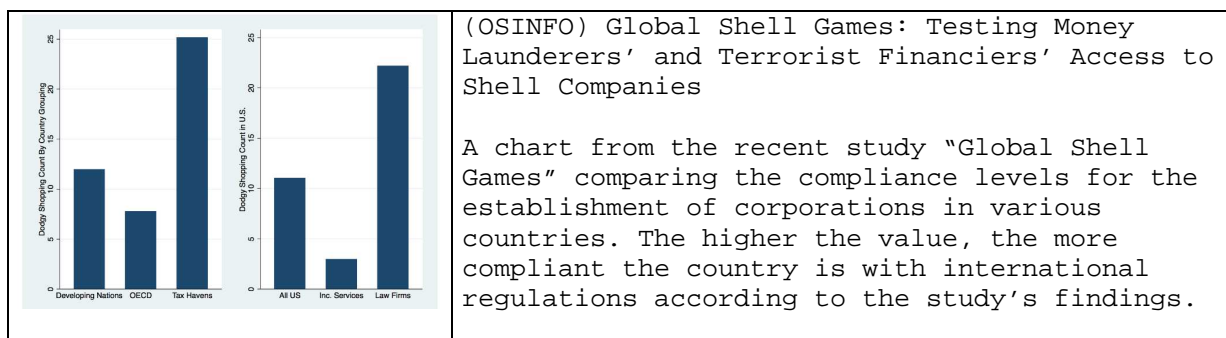 Dodgy Shopping Count By Country Grouping
25
20
15
10
5
0
Developing Nations OECD Tax Havens
Dodgy Shopping Count in U.S.
25
20
15
10
5
0
All US Inc. Services Law Firms
(OSINFO) Global Shell Games: Testing Money
Launderers’ and Terrorist Financiers’ Access to
Shell Companies
A chart from the recent study “Global Shell
Games” comparing the compliance levels for the
establishment of corporations in various
countries. The higher the value, the more
compliant the country is with international
regulations according to the study’s findings.